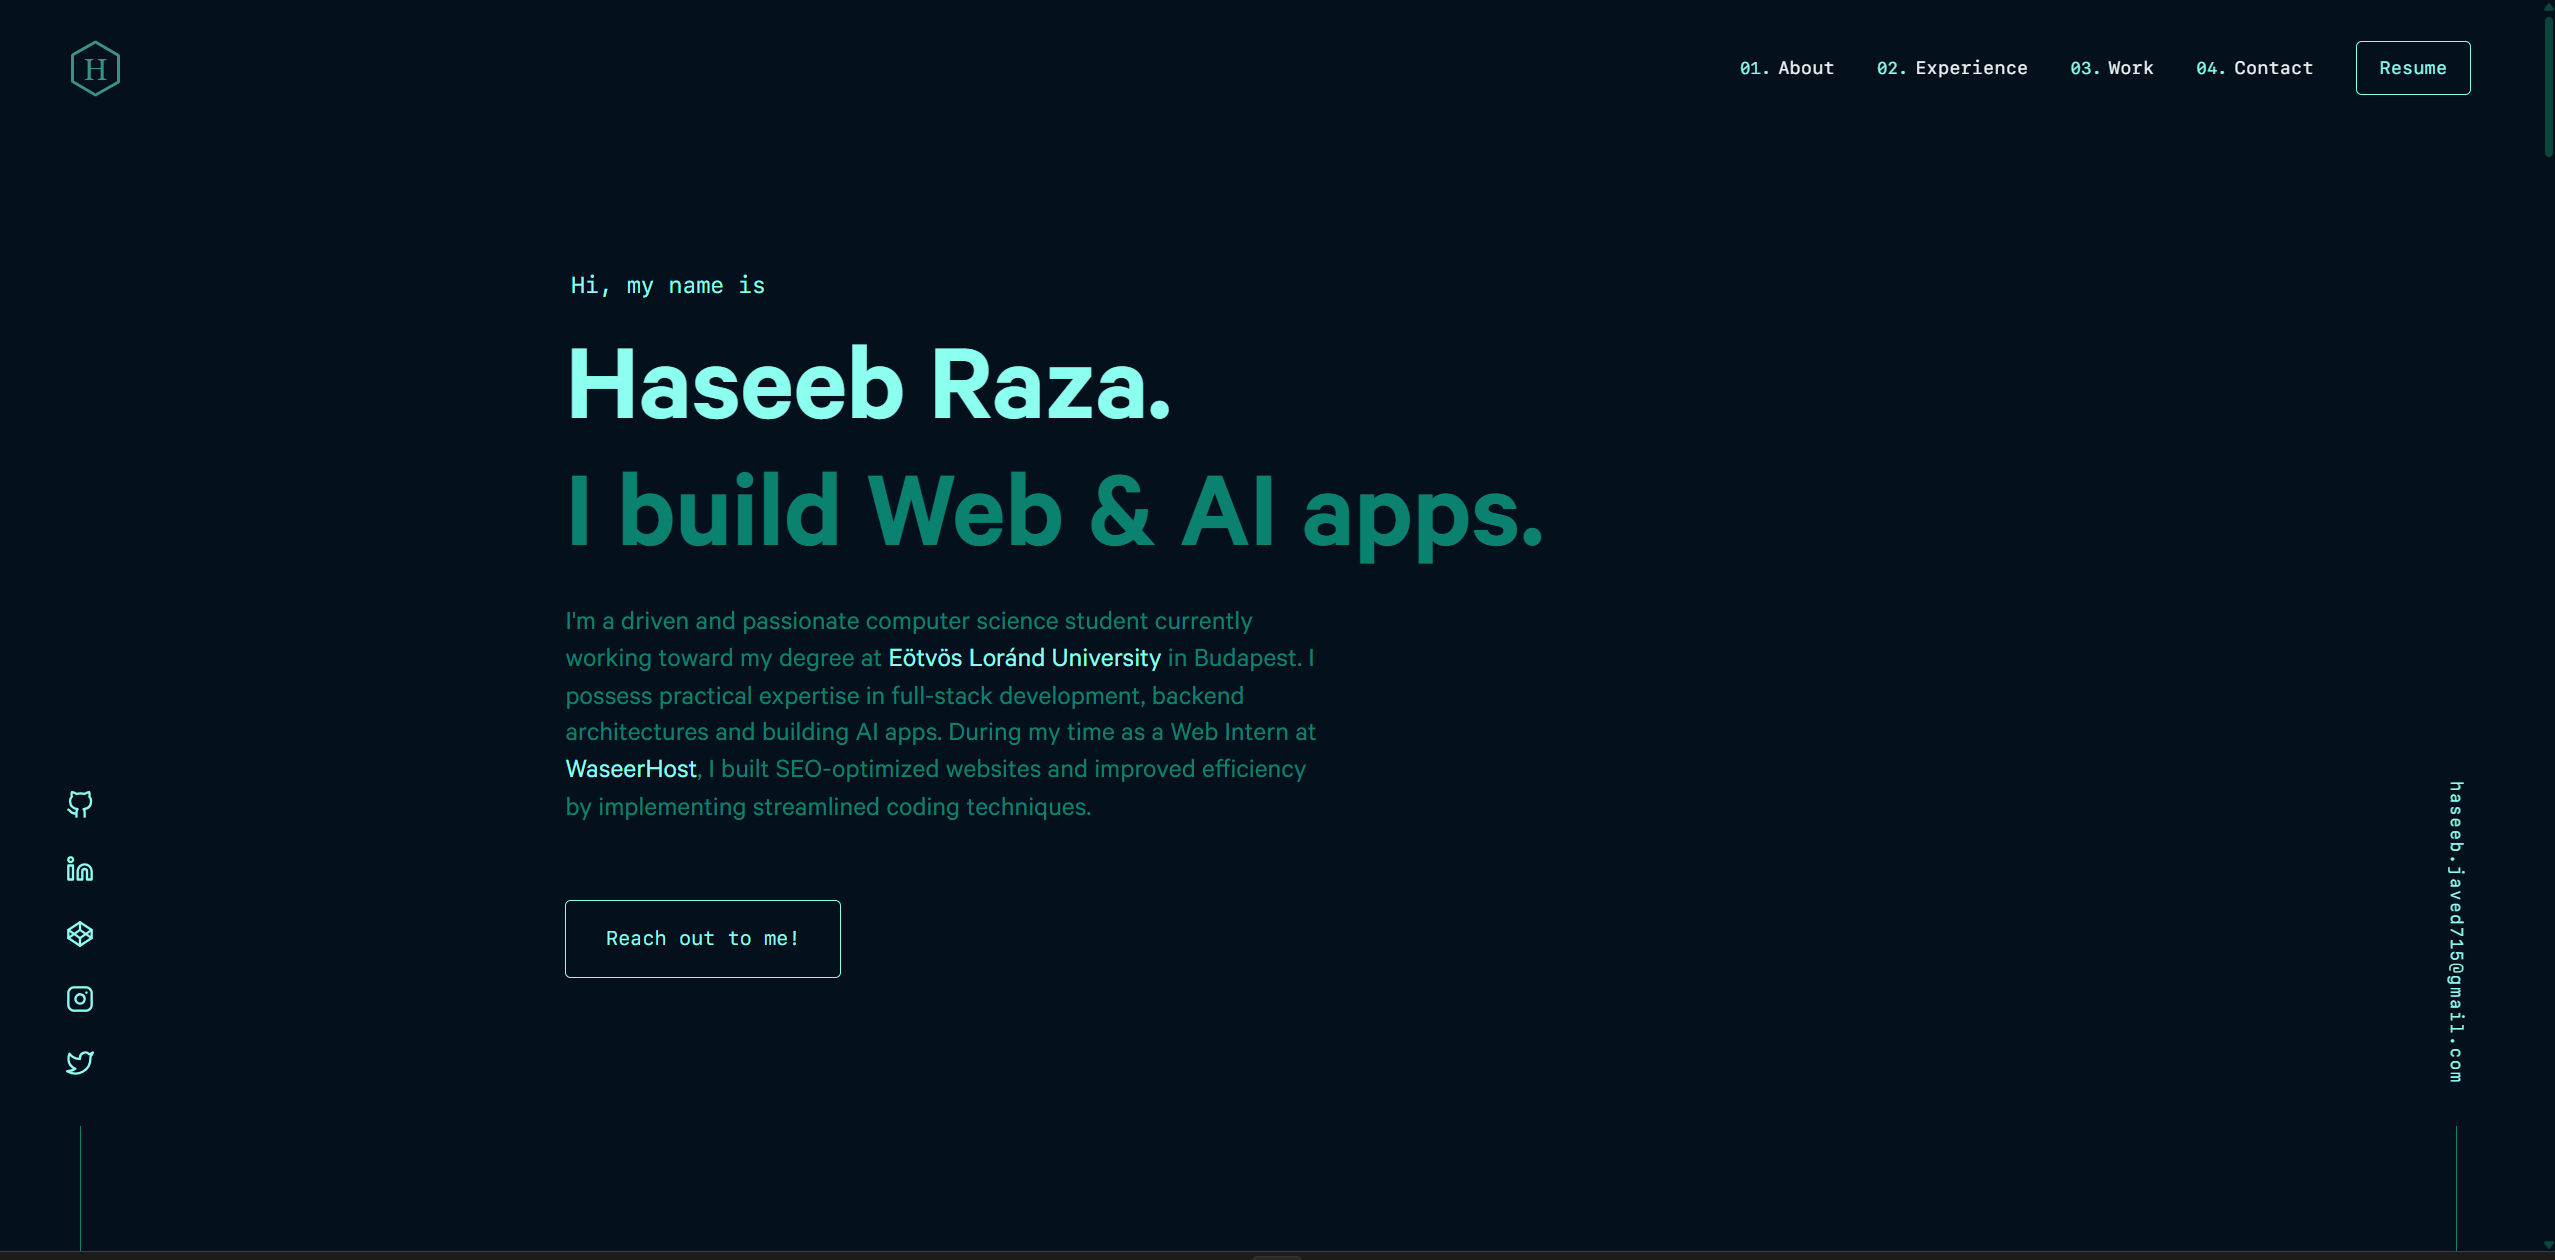 H
01. About
02. Experience
03. Work
04. Contact
Resume
Hi, my name is
Haseeb Raza.
I build Web & AI apps.
I'm a driven and passionate computer science student currently
working toward my degree at Eötvös Loránd University in Budapest. I
possess practical expertise in full-stack development, backend
architectures and building AI apps. During my time as a Web Intern at
WaseerHost, I built SEO-optimized websites and improved efficiency
by implementing streamlined coding techniques.
Reach out to me!
haseeb.javed715@gmail.com